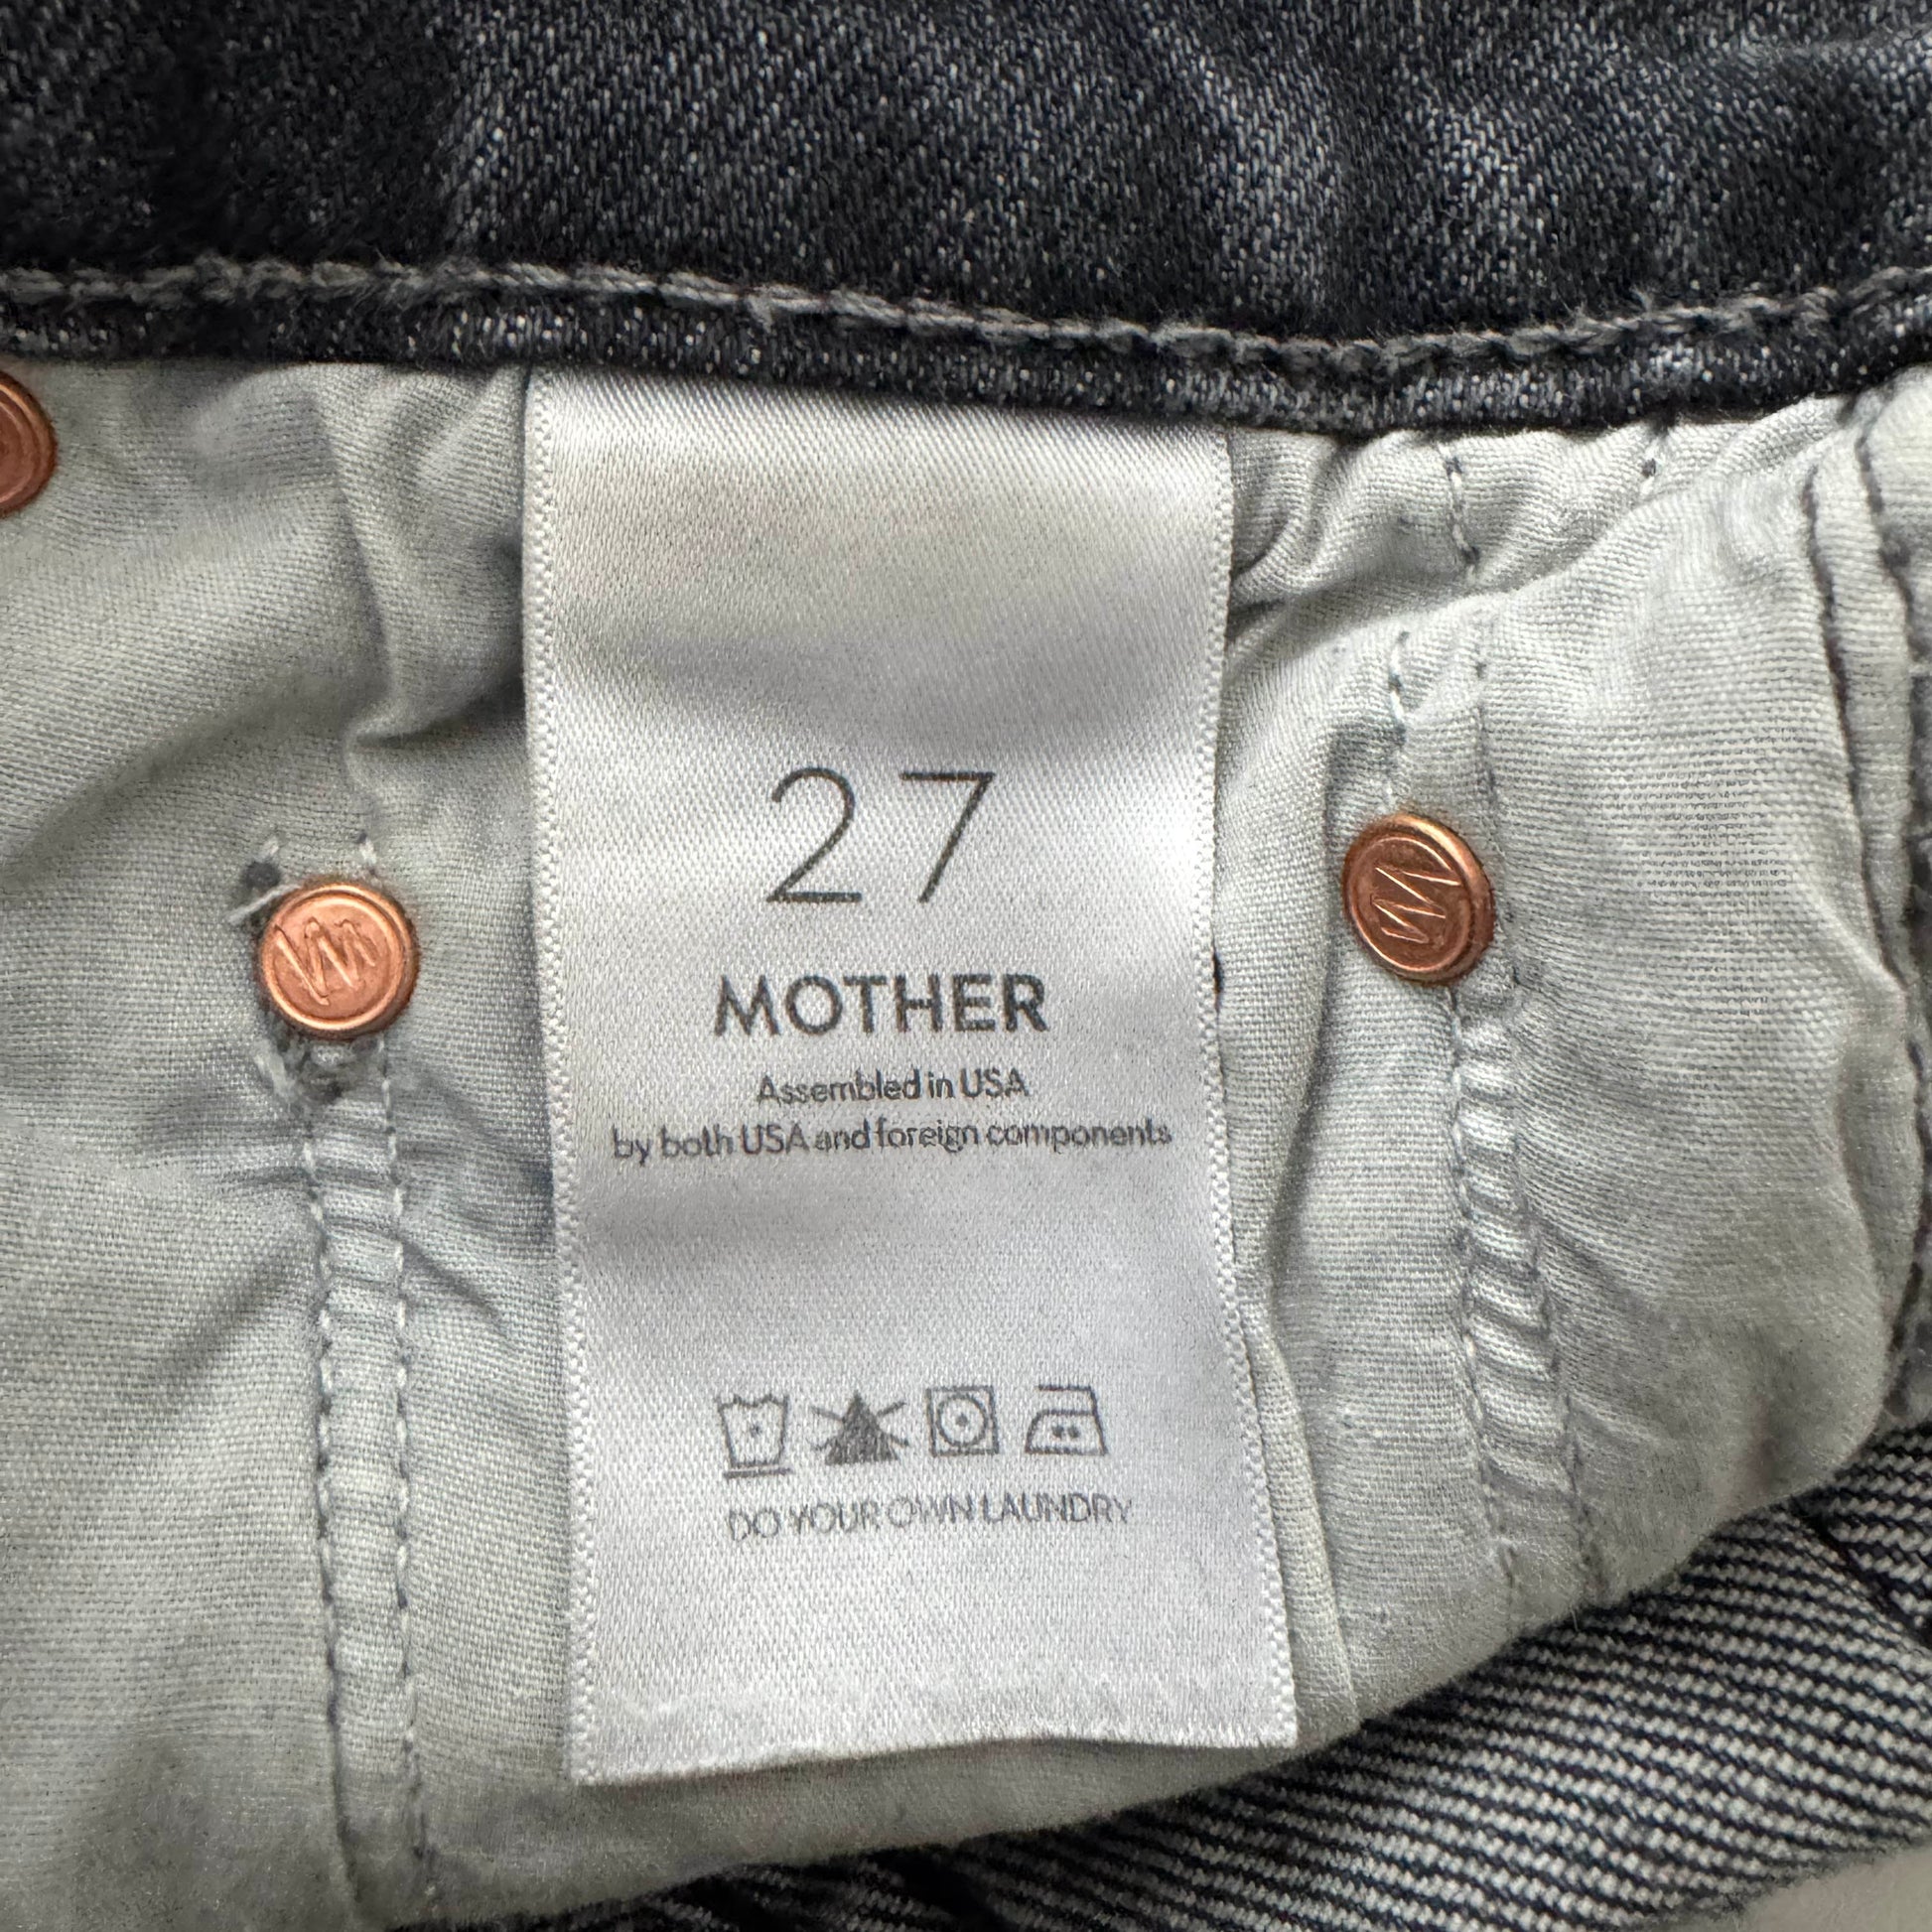 27
MOTHER
Assembled in USA
by both USA and foreign components
DO YOUR OWN LAUNDRY